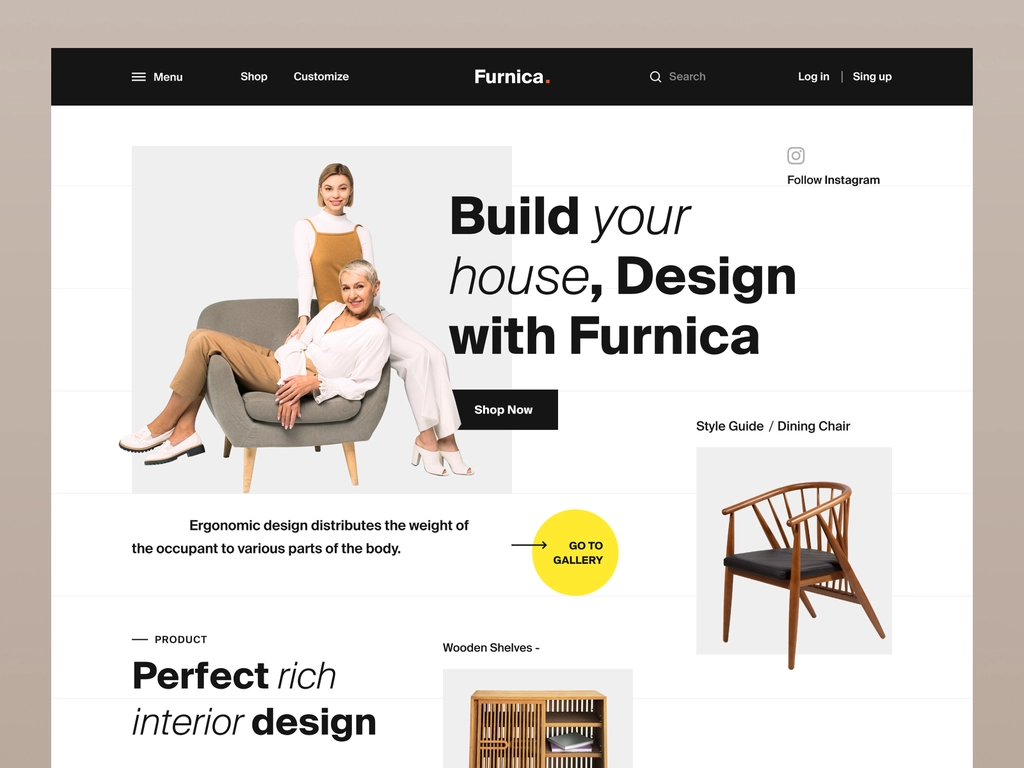 Menu
Shop
Customize
Furnica.
Search
Log in | Sing up
Follow Instagram
Build your
house, Design
with Furnica
Shop Now
Style Guide / Dining Chair
Ergonomic design distributes the weight of
the occupant to various parts of the body.
GO TO
GALLERY
— PRODUCT
Perfect rich
interior design
Wooden Shelves -